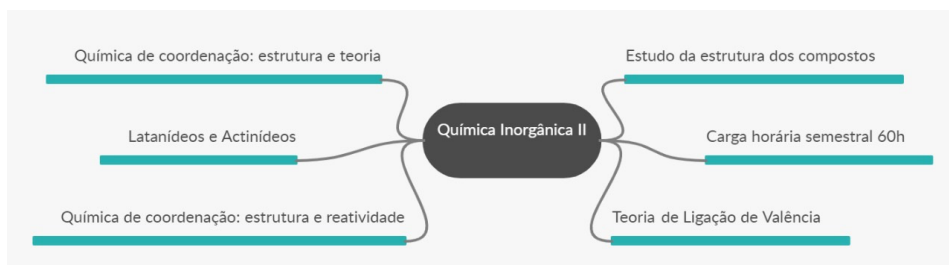 Química de coordenação: estrutura e teoria
Latanídeos e Actinídeos
Química de coordenação: estrutura e reatividade
Química Inorgânica II
Estudo da estrutura dos compostos
Carga horária semestral 60h
Teoria de Ligação de Valência